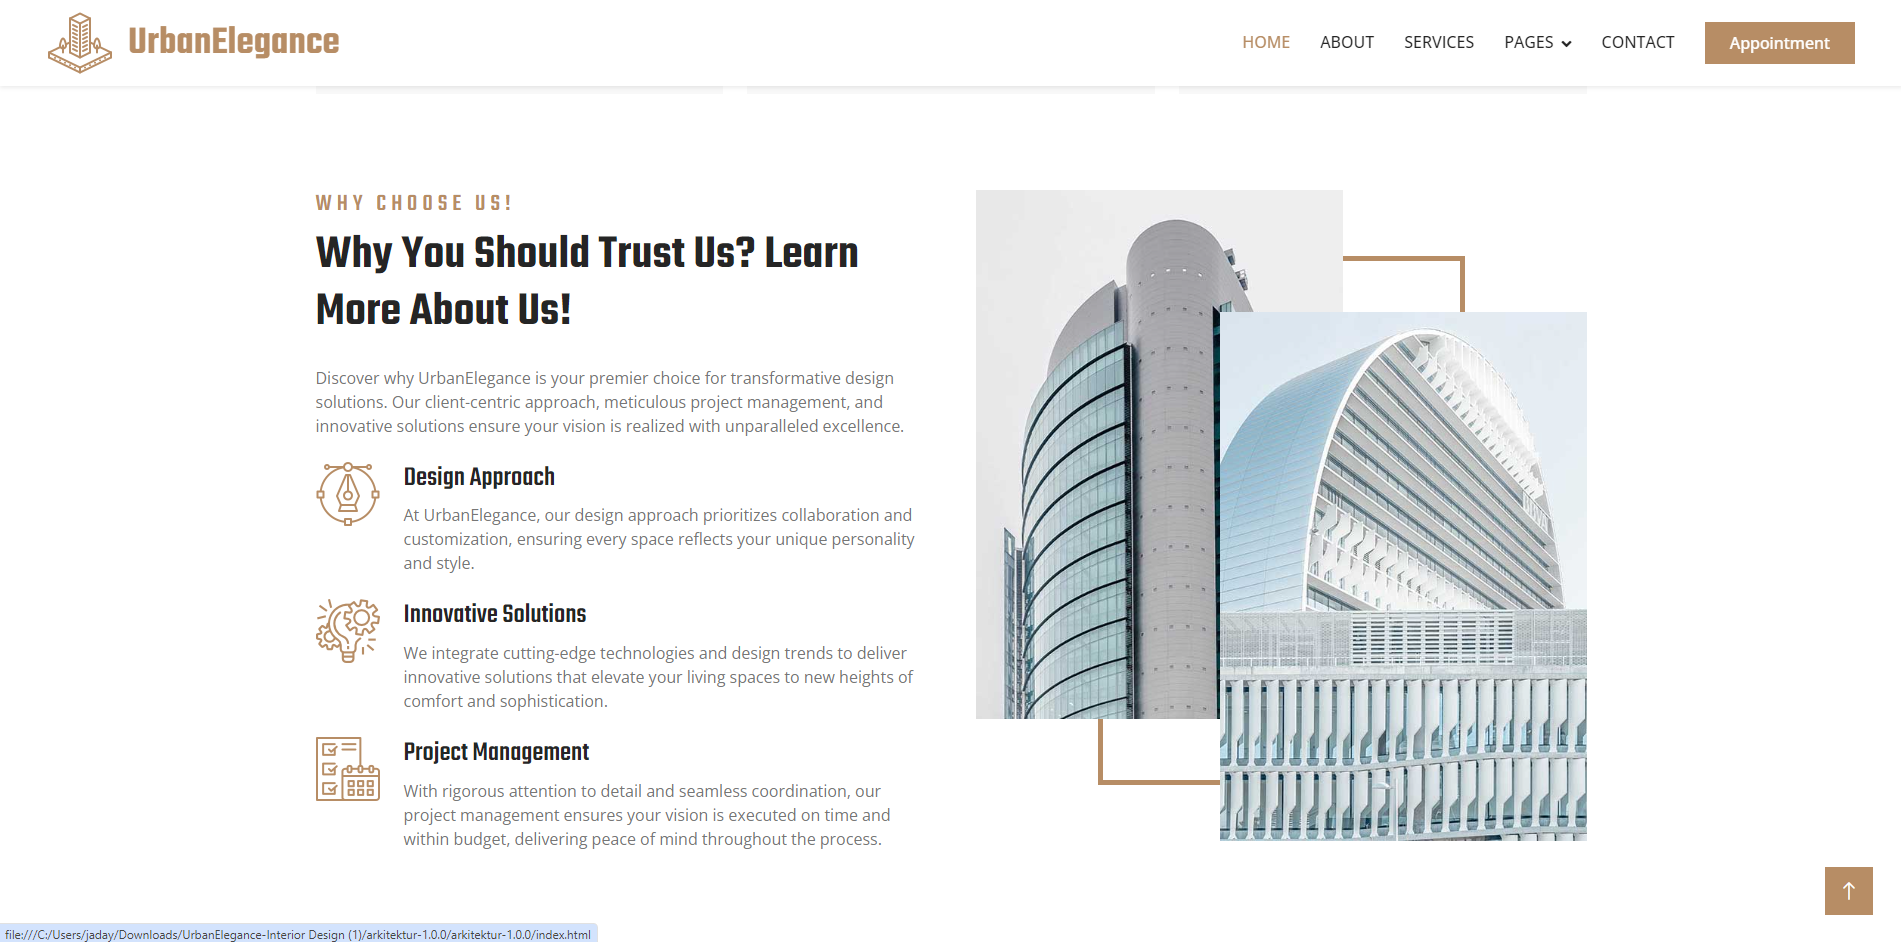 UrbanElegance
HOME
ABOUT
SERVICES
PAGES
CONTACT
Appointment
WHY CHOOSE US!
Why You Should Trust Us? Learn
More About Us!
Discover why UrbanElegance is your premier choice for transformative design
solutions. Our client-centric approach, meticulous project management, and
innovative solutions ensure your vision is realized with unparalleled excellence.
Design Approach
At UrbanElegance, our design approach prioritizes collaboration and
customization, ensuring every space reflects your unique personality
and style.
Innovative Solutions
We integrate cutting-edge technologies and design trends to deliver
innovative solutions that elevate your living spaces to new heights of
comfort and sophistication.
Project Management
With rigorous attention to detail and seamless coordination, our
project management ensures your vision is executed on time and
within budget, delivering peace of mind throughout the process.
file:///C:/Users/jaday/Downloads/UrbanElegance-Interior Design (1)/arkitektur-1.0.0/arkitektur-1.0.0/index.html